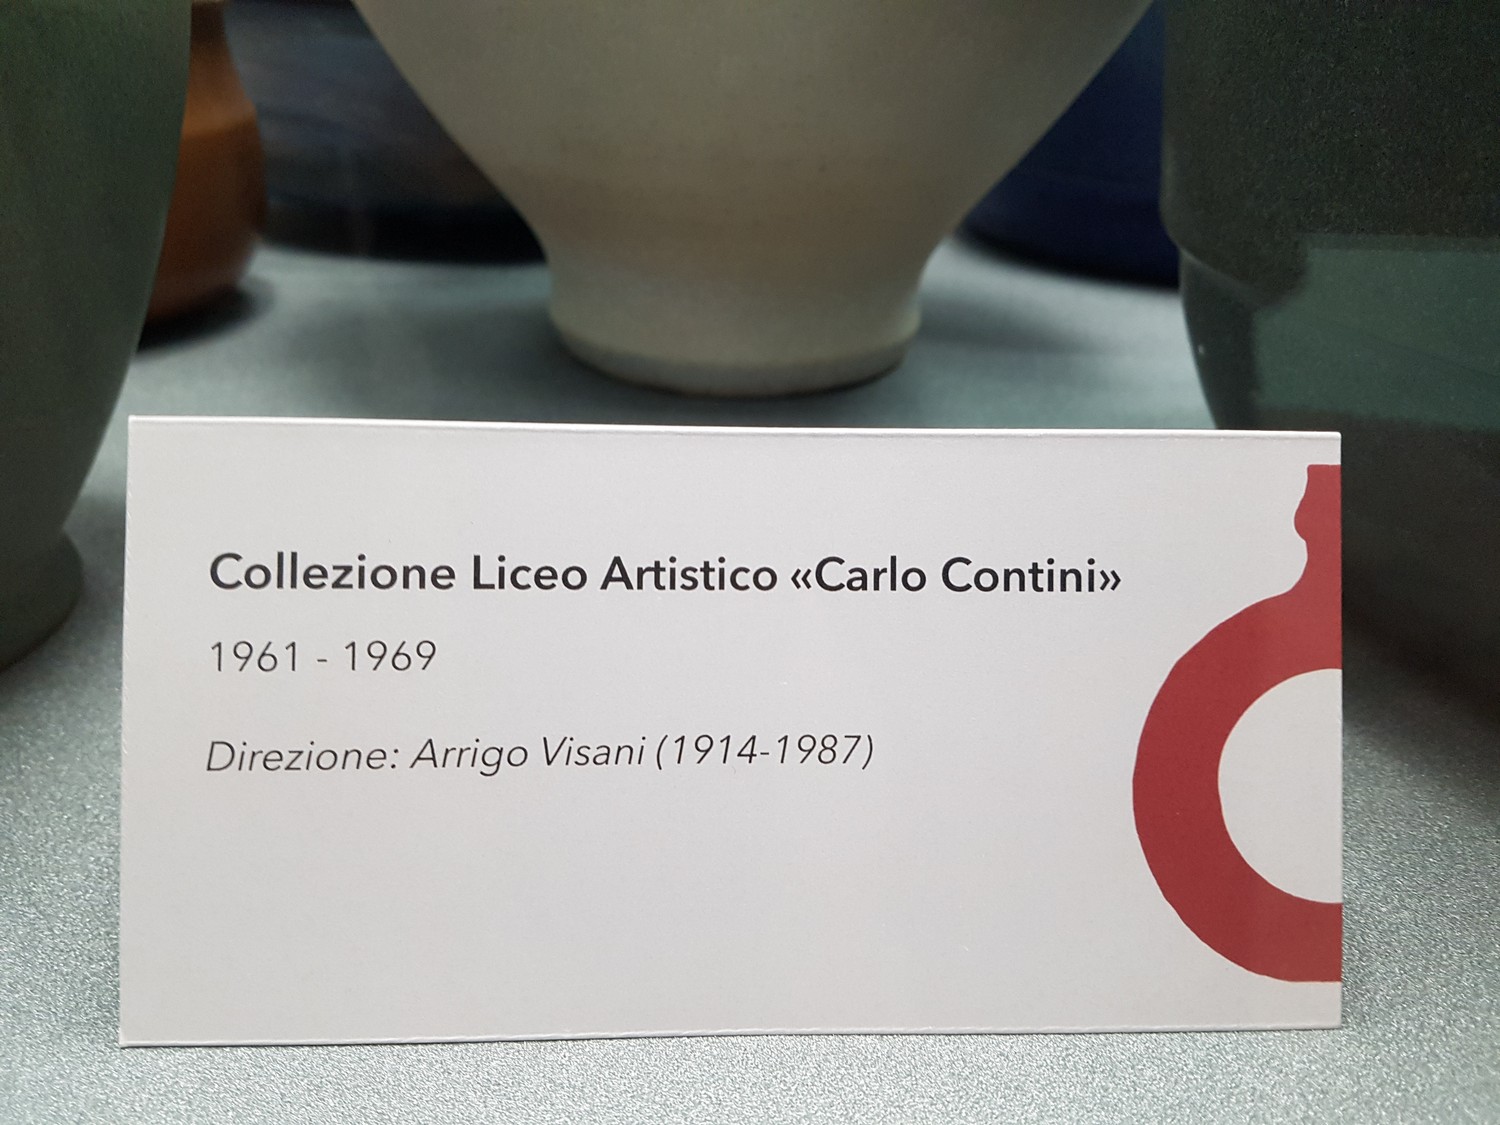 Collezione Liceo Artistico «Carlo Contini»
1961 - 1969
Direzione: Arrigo Visani (1914-1987)